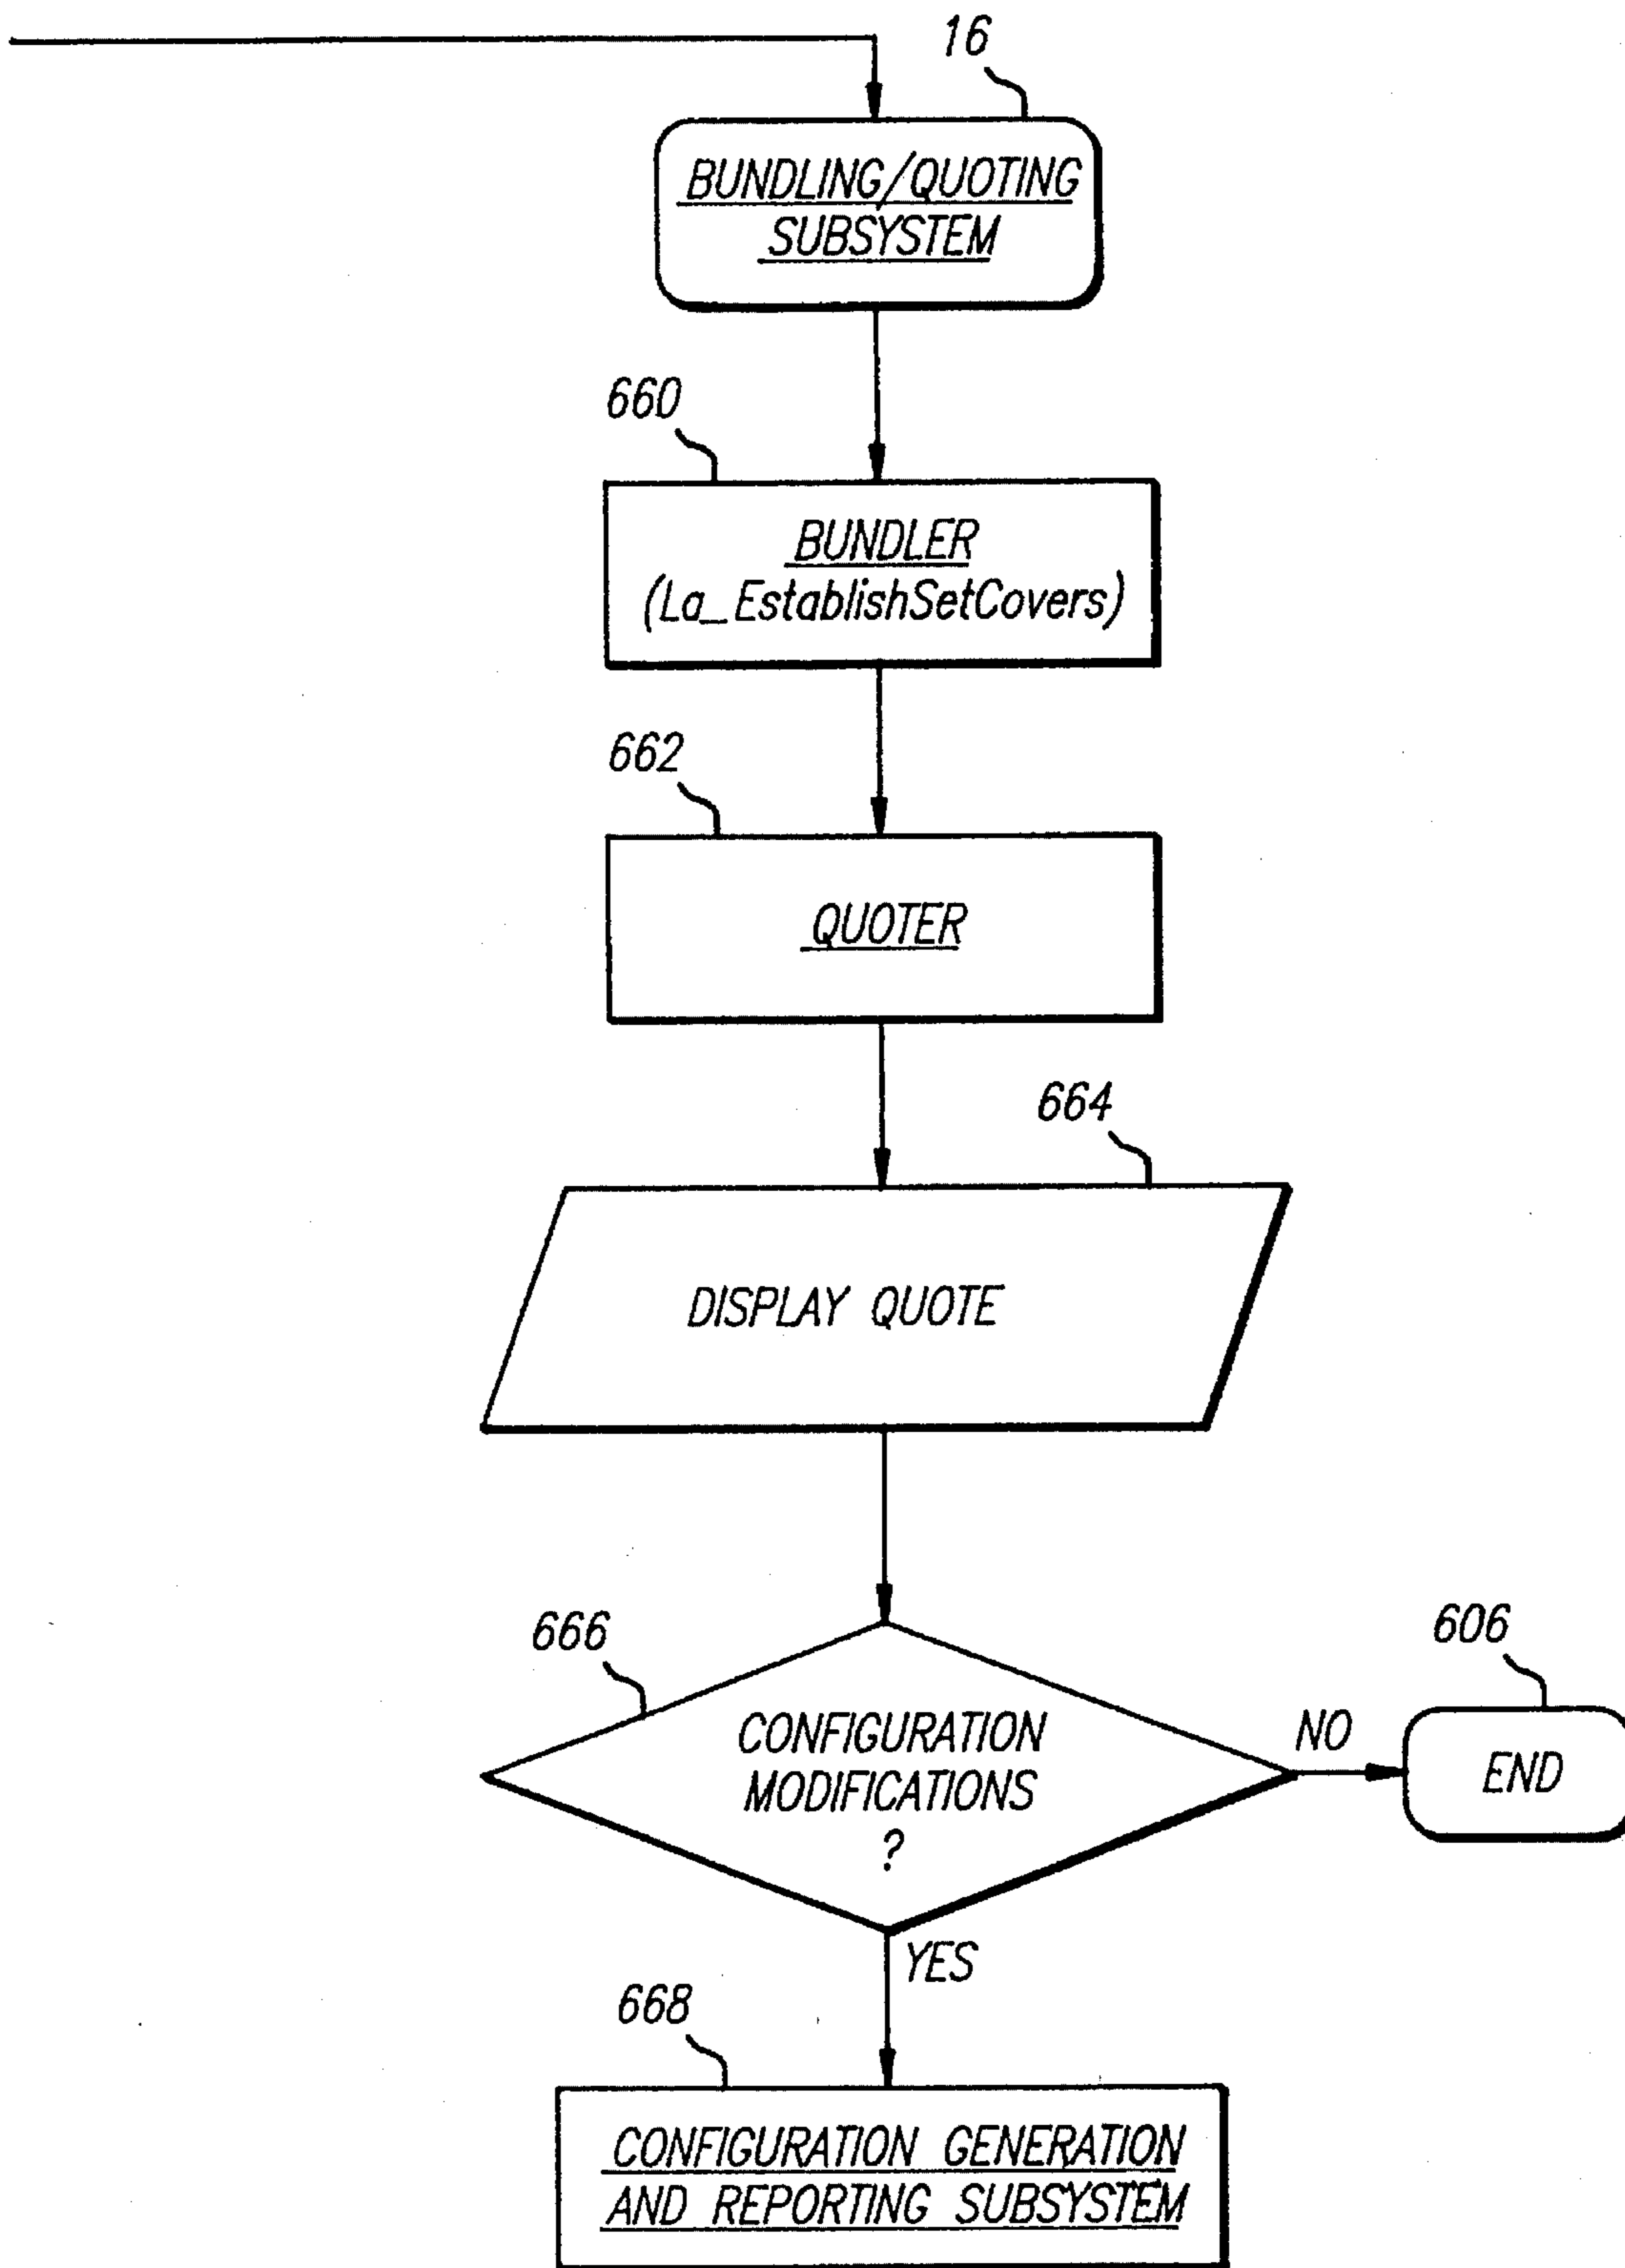 16
BUNDLING/QUOTING
SUBSYSTEM
660
BUNDLER
(La_EstablishSetCovers)
662
QUOTER
664
DISPLAY QUOTE
666
606
CONFIGURATION
MODIFICATIONS
?
NO
END
YES
668
CONFIGURATION GENERATION
AND REPORTING SUBSYSTEM